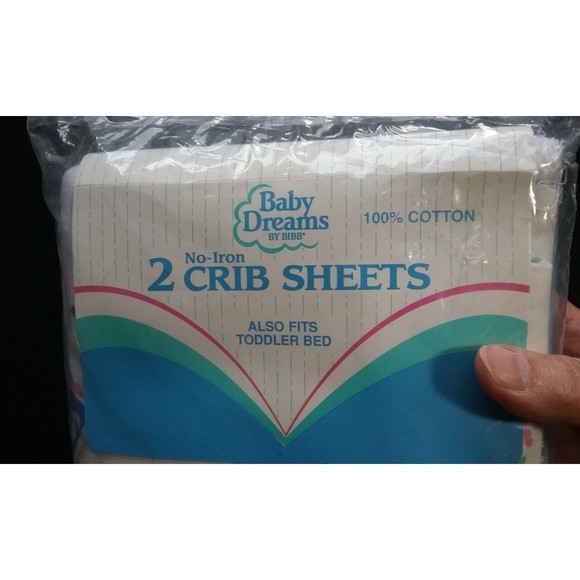 Baby
Dreams
BY BIBB®
100% COTTON
No-Iron
2 CRIB SHEETS
ALSO FITS
TODDLER BED